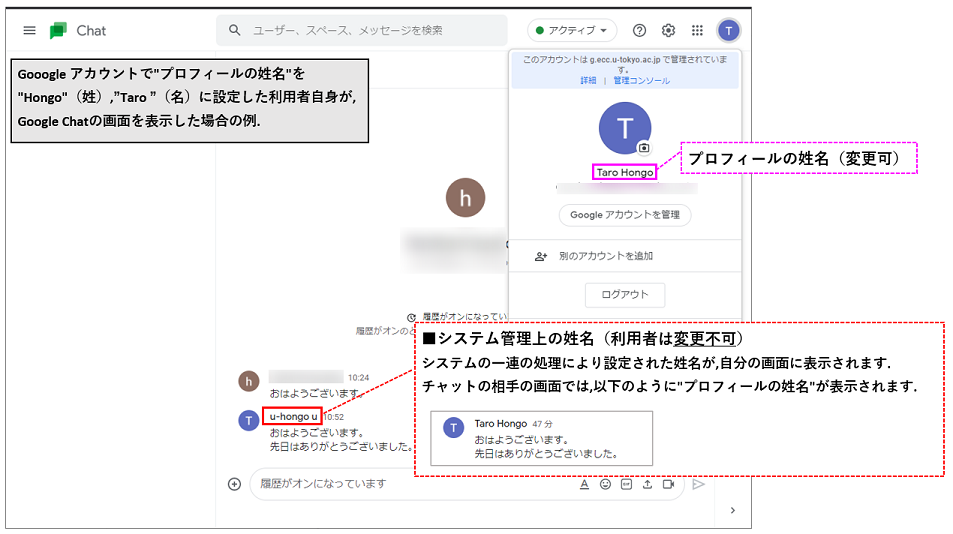 Chat
ユーザー、スペース、メッセージを検索
アクティブ
T
Gooogle アカウントで"プロフィールの姓名"を
"Hongo"（姓）,"Taro ”（名）に設定した利用者自身が,
Google Chatの画面を表示した場合の例.
このアカウントは g.ecc.u-tokyo.ac.jp で管理されていま
す。
詳細 | 管理コンソール
T
Taro Hongo
プロフィールの姓名（変更可）
Google アカウントを管理
別のアカウントを追加
ログアウト
h
履歴がオンになってい
履歴がオンのと
■システム管理上の姓名（利用者は変更不可）
システムの一連の処理により設定された姓名が,自分の画面に表示されます.
チャットの相手の画面では,以下のように"プロフィールの姓名"が表示されます.
h
10:24
おはようございます。
T
u-hongo u 10:52
おはようございます。
先日はありがとうございました。
T
Taro Hongo 47 分
おはようございます。
先日はありがとうございました。
履歴がオンになっています
A
GIF